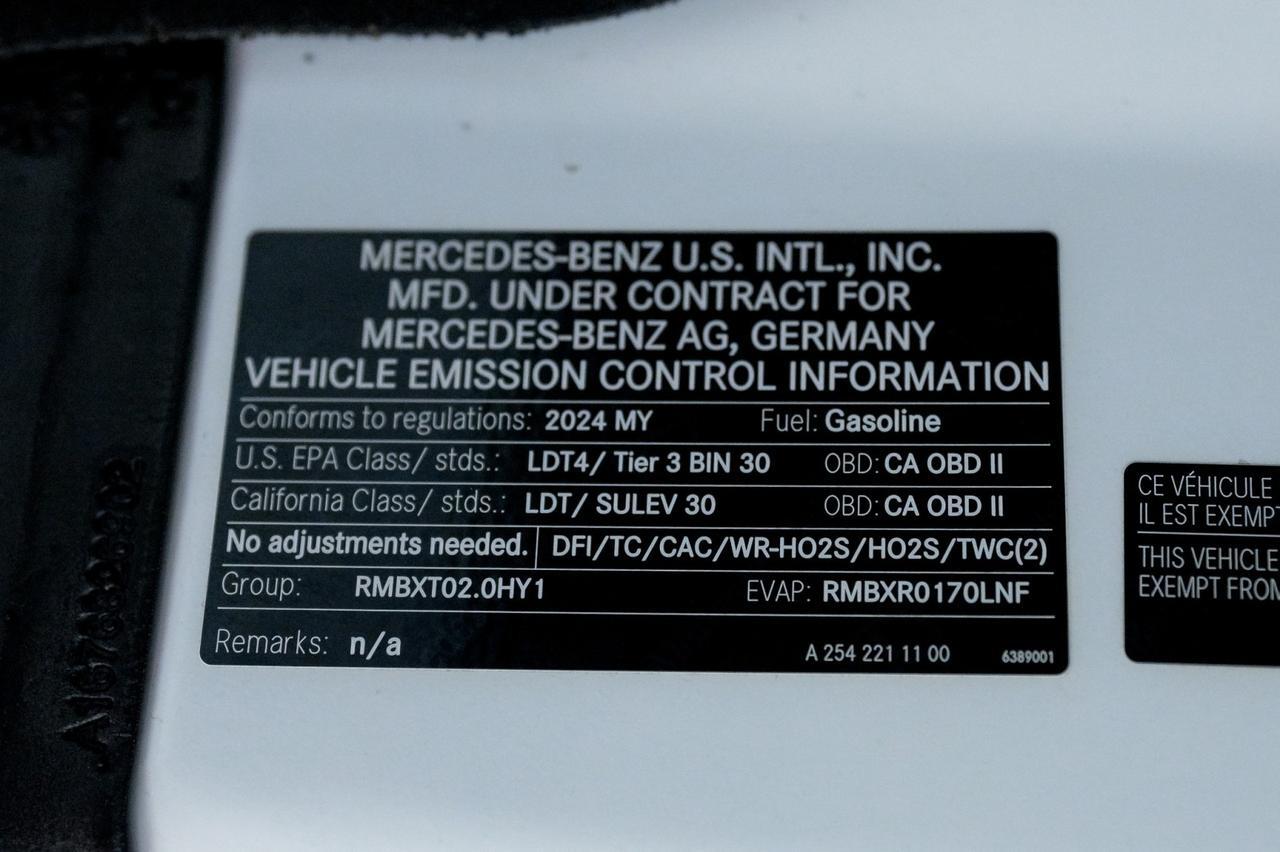 MERCEDES-BENZ U.S. INTL., INC.
MFD. UNDER CONTRACT FOR
MERCEDES-BENZ AG, GERMANY
VEHICLE EMISSION CONTROL INFORMATION
Conforms to regulations: 2024 MY Fuel: Gasoline
U.S. EPA Class/ stds.: LDT4/ Tier 3 BIN 30 OBD: CA OBD II
California Class/ stds.: LDT/ SULEV 30 OBD: CA OBD II
No adjustments needed. DFI/TC/CAC/WR-HO2S/HO2S/TWC(2)
Group: RMBXT02.0HY1 EVAP: RMBXR0170LNF
Remarks: n/a A 254 221 11 00 6389001
CE VÉHICULE
IL EST EXEMPT
THIS VEHICLE
EXEMPT FROM